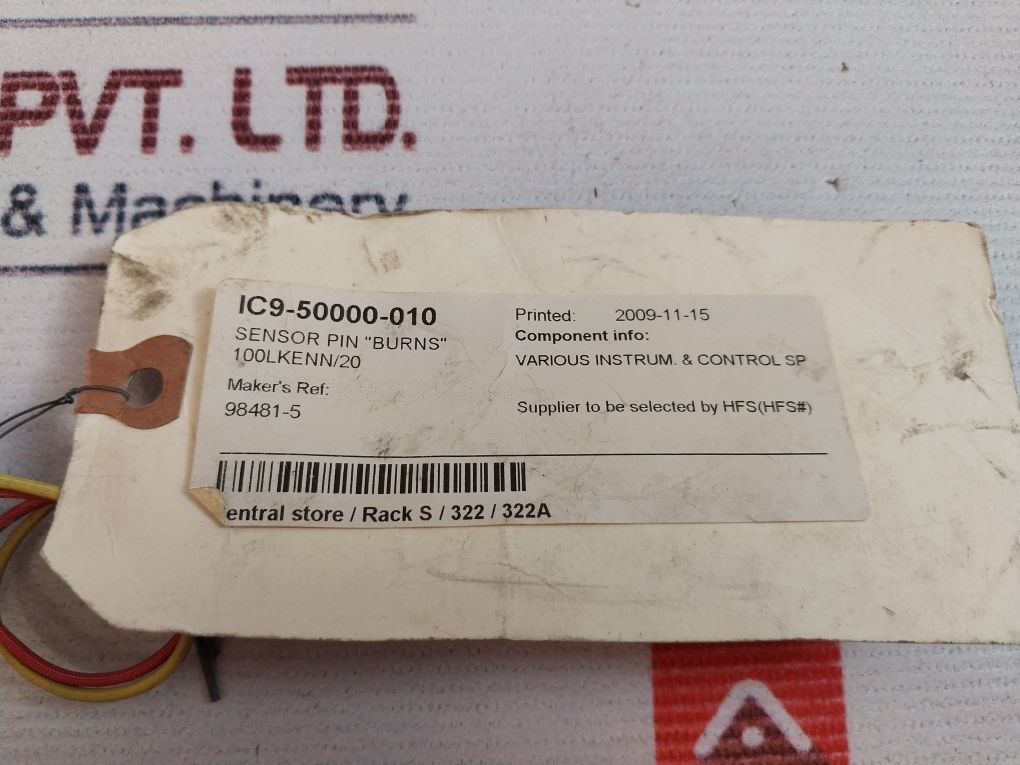 PVT. LTD.
& Machinery
IC9-50000-010
SENSOR PIN "BURNS"
100LKENN/20
Maker's Ref:
98481-5
Printed: 2009-11-15
Component info:
VARIOUS INSTRUM. & CONTROL SP
Supplier to be selected by HFS(HFS#)
entral store / Rack S / 322 / 322A